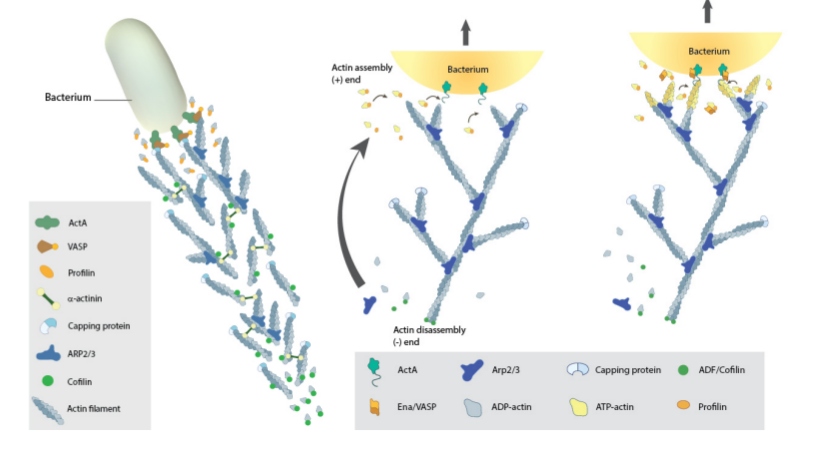 Bacterium
ActA
VASP
Profilin
α-actinin
Capping protein
ARP2/3
Cofilin
Actin filament
Actin assembly
(+) end
Bacterium
Actin disassembly
(-) end
Bacterium
ActA
Arp2/3
Capping protein
ADF/Cofilin
Ena/VASP
ADP-actin
ATP-actin
Profilin